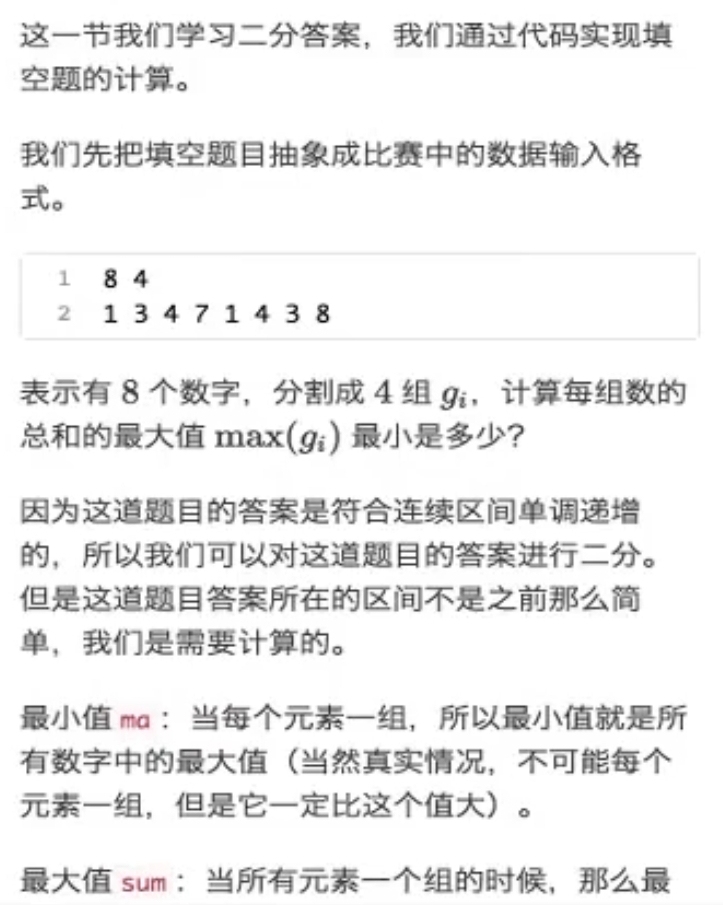 这一节我们学习二分答案，我们通过代码实现填
空题的计算。
我们先把填空题目抽象成比赛中的数据输入格
式。
1 8 4
2 1 3 4 7 1 4 3 8
表示有 8 个数字，分割成 4 组 gᵢ，计算每组数的
总和的最大值 max(gᵢ) 最小是多少？
因为这道题目的答案是符合连续区间单调递增
的，所以我们可以对这道题目的答案进行二分。
但是这道题目答案所在的区间不是之前那么简
单，我们是需要计算的。
最小值 ma ：当每个元素一组，所以最小值就是所
有数字中的最大值（当然真实情况，不可能每个
元素一组，但是它一定比这个值大）。
最大值 sum ：当所有元素一个组的时候，那么最